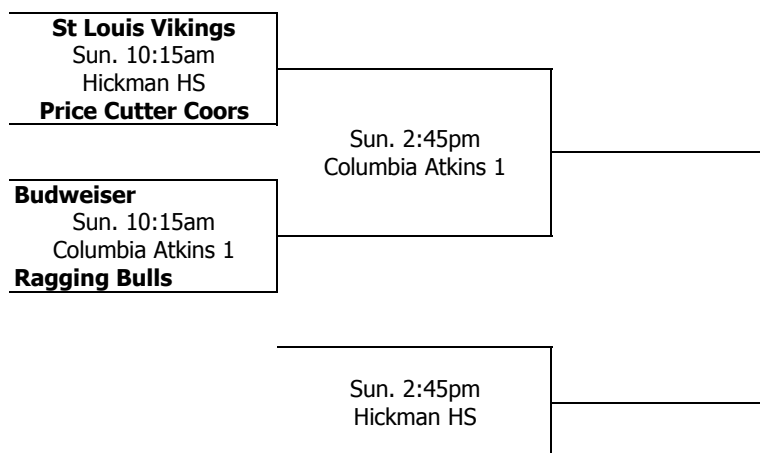 St Louis Vikings
Sun. 10:15am
Hickman HS
Price Cutter Coors
Sun. 2:45pm
Columbia Atkins 1
Budweiser
Sun. 10:15am
Columbia Atkins 1
Ragging Bulls
Sun. 2:45pm
Hickman HS